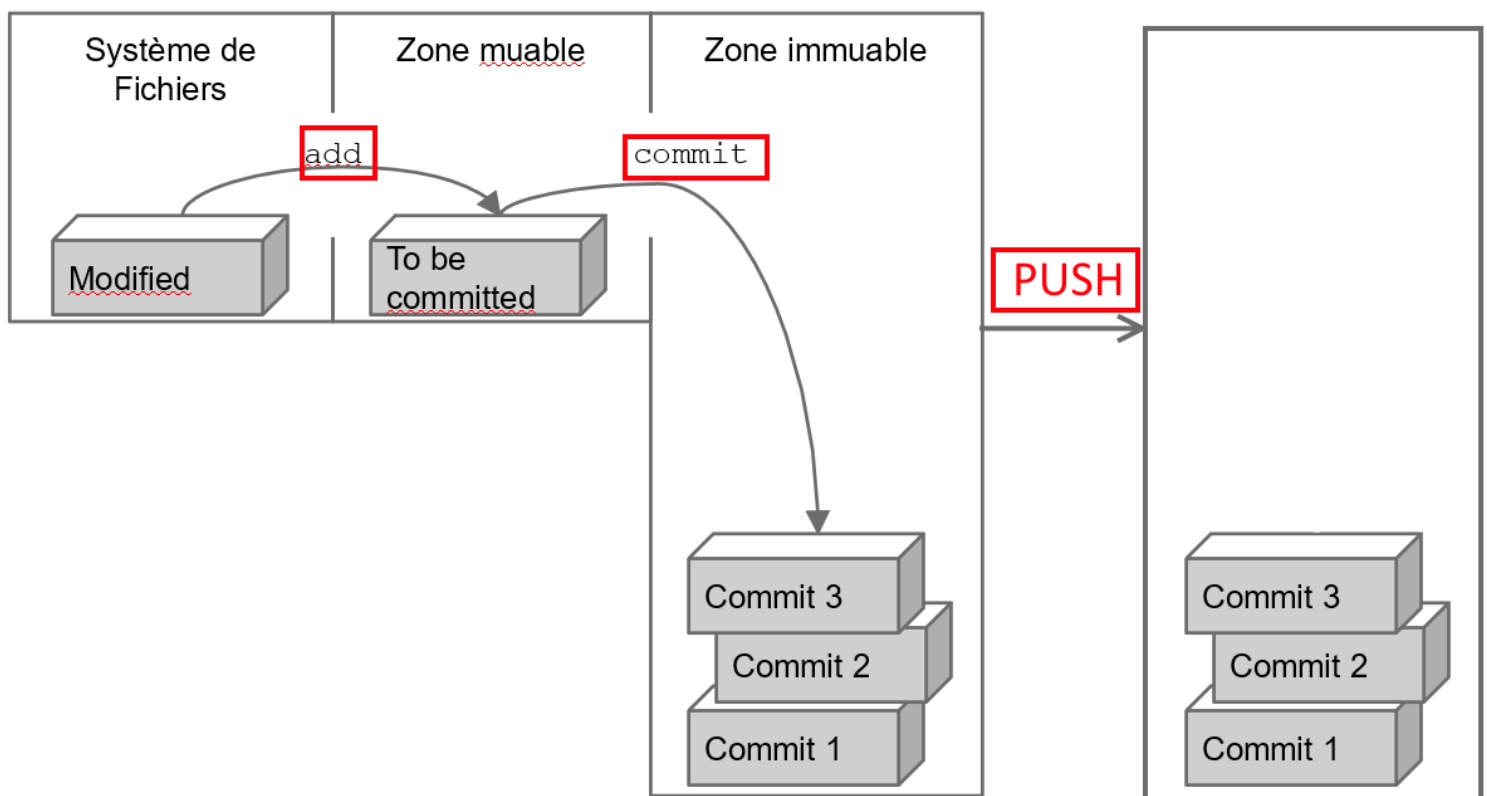 Système de
Fichiers
Zone muable
Zone immuable
add
commit
Modified
To be
committed
PUSH
Commit 3
Commit 2
Commit 1
Commit 3
Commit 2
Commit 1